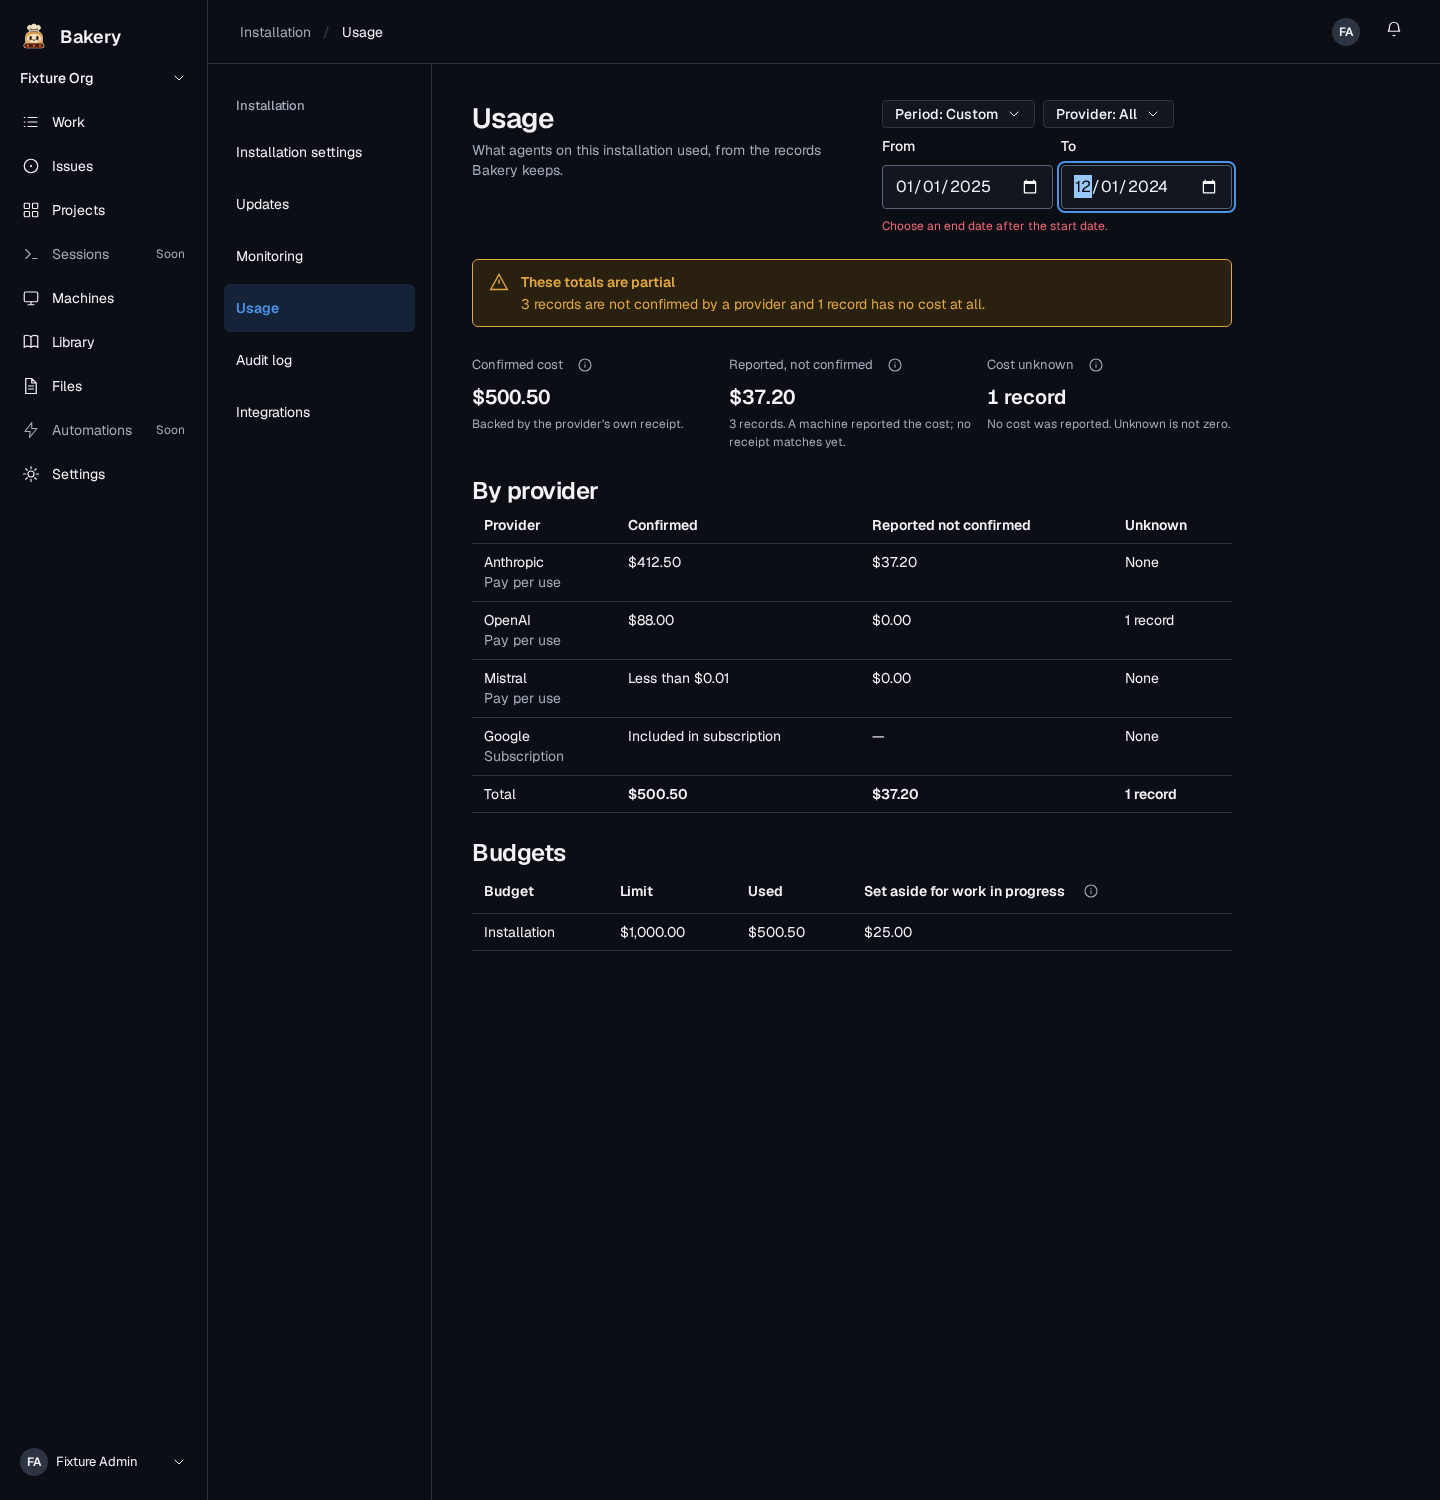 Bakery
Fixture Org
Work
Issues
Projects
Sessions Soon
Machines
Library
Files
Automations Soon
Settings
FA Fixture Admin
Installation / Usage
FA
Installation
Installation settings
Updates
Monitoring
Usage
Audit log
Integrations
Usage
What agents on this installation used, from the records
Bakery keeps.
Period: Custom Provider: All
From To
01/01/2025 12/01/2024
Choose an end date after the start date.
These totals are partial
3 records are not confirmed by a provider and 1 record has no cost at all.
Confirmed cost
$500.50
Backed by the provider's own receipt.
Reported, not confirmed
$37.20
3 records. A machine reported the cost; no
receipt matches yet.
Cost unknown
1 record
No cost was reported. Unknown is not zero.
By provider
Provider Confirmed Reported not confirmed Unknown
Anthropic $412.50 $37.20 None
Pay per use
OpenAI $88.00 $0.00 1 record
Pay per use
Mistral Less than $0.01 $0.00 None
Pay per use
Google Included in subscription — None
Subscription
Total $500.50 $37.20 1 record
Budgets
Budget Limit Used Set aside for work in progress
Installation $1,000.00 $500.50 $25.00